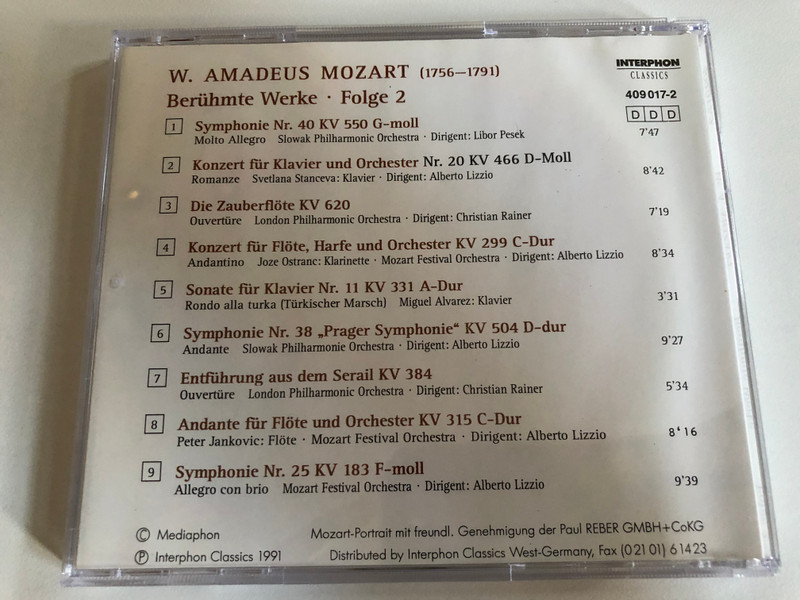 W. AMADEUS MOZART (1756–1791)
Berühmte Werke · Folge 2
INTERPHON
CLASSICS
409 017-2
DDD
1 Symphonie Nr. 40 KV 550 G-moll
Molto Allegro Slowak Philharmonic Orchestra · Dirigent: Libor Pesek 7'47
2 Konzert für Klavier und Orchester Nr. 20 KV 466 D-Moll
Romanze Svetlana Stanceva: Klavier · Dirigent: Alberto Lizzio 8'42
3 Die Zauberflöte KV 620
Ouvertüre London Philharmonic Orchestra · Dirigent: Christian Rainer 7'19
4 Konzert für Flöte, Harfe und Orchester KV 299 C-Dur
Andantino Joze Ostranc: Klarinette · Mozart Festival Orchestra · Dirigent: Alberto Lizzio 8'34
5 Sonate für Klavier Nr. 11 KV 331 A-Dur
Rondo alla turka (Türkischer Marsch) Miguel Alvarez: Klavier 3'31
6 Symphonie Nr. 38 „Prager Symphonie“ KV 504 D-dur
Andante Slowak Philharmonie Orchestra · Dirigent: Alberto Lizzio 9'27
7 Entführung aus dem Serail KV 384
Ouvertüre London Philharmonic Orchestra · Dirigent: Christian Rainer 5'34
8 Andante für Flöte und Orchester KV 315 C-Dur
Peter Jankovic: Flöte · Mozart Festival Orchestra · Dirigent: Alberto Lizzio 8‘16
9 Symphonie Nr. 25 KV 183 F-moll
Allegro con brio Mozart Festival Orchestra · Dirigent: Alberto Lizzio 9'39
© Mediaphon Mozart-Portrait mit freundl. Genehmigung der Paul REBER GMBH+CoKG
℗ Interphon Classics 1991 Distributed by Interphon Classics West-Germany, Fax (0 21 01) 6 14 23